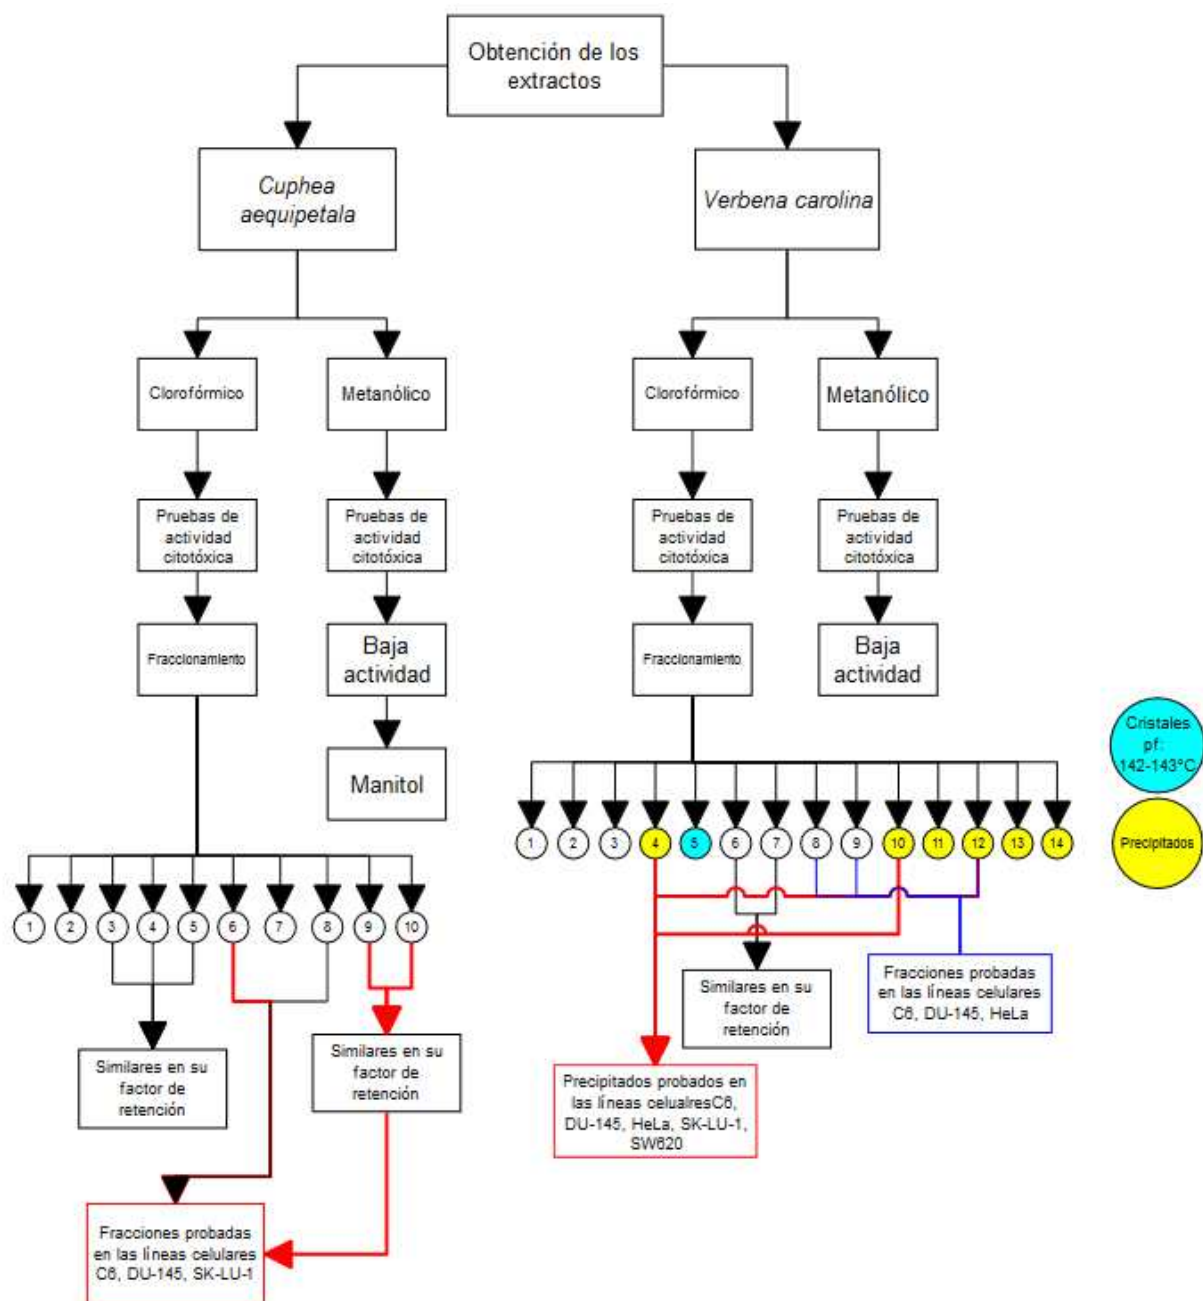 Obtención de los
extractos
Cuphea
aequipetala
Verbena carolina
Clorofórmico
Metanólico
Clorofórmico
Metanólico
Pruebas de
actividad
citotóxica
Pruebas de
actividad
citotóxica
Pruebas de
actividad
citotóxica
Pruebas de
actividad
citotóxica
Fraccionamiento
Baja
actividad
Fraccionamiento
Baja
actividad
Manitol
Cristales
pf:
142-143°C
Precipitados
1 2 3 4 5 6 7 8 9 10 11 12 13 14
1 2 3 4 5 6 7 8 9 10
Similares en su
factor de
retención
Fracciones probadas
en las líneas celulares
C6, DU-145, HeLa
Similares en su
factor de
retención
Similares en su
factor de
retención
Precipitados probados en
las líneas celualresC6,
DU-145, HeLa, SK-LU-1,
SW620
Fracciones probadas
en las líneas celulares
C6, DU-145, SK-LU-1